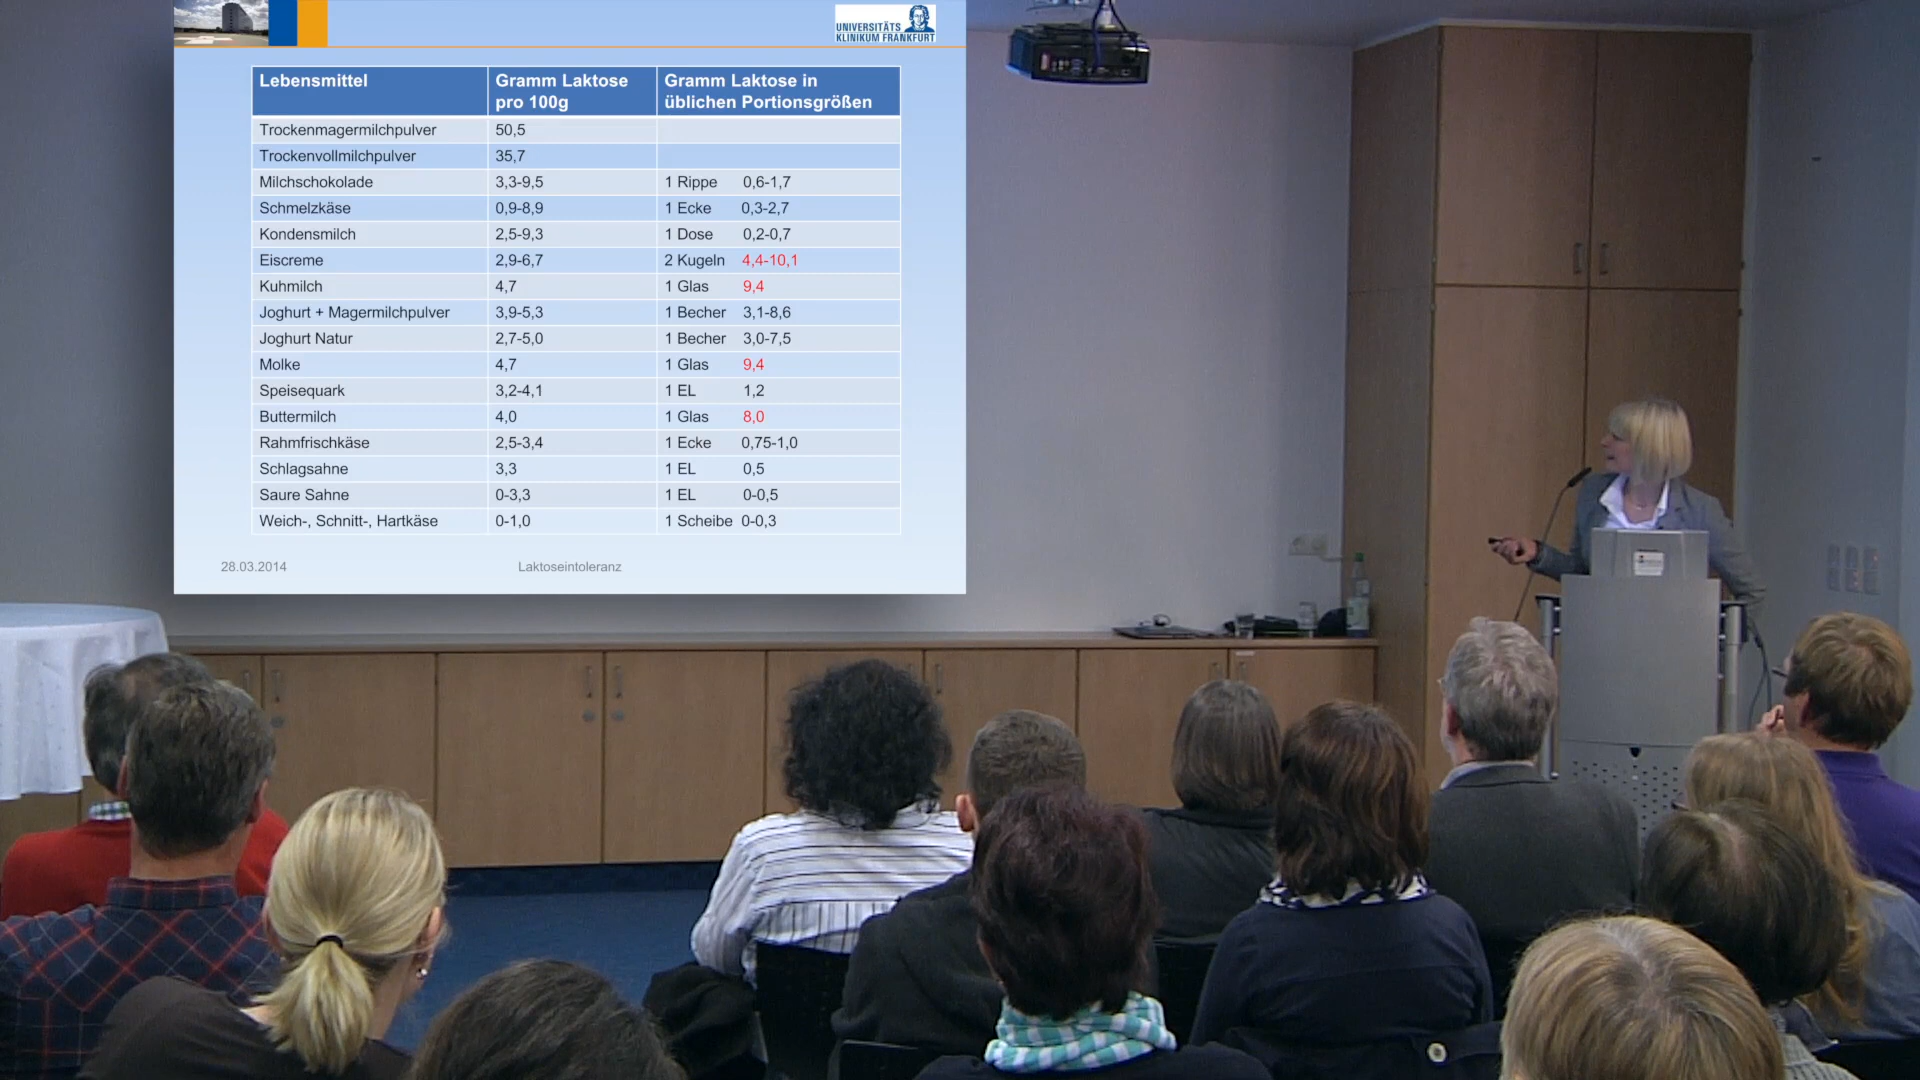 UNIVERSITÄTS
KLINIKUM FRANKFURT
Lebensmittel Gramm Laktose pro 100g Gramm Laktose in üblichen Portionsgrößen
Trockenmagermilchpulver 50,5
Trockenvollmilchpulver 35,7
Milchschokolade 3,3-9,5 1 Rippe 0,6-1,7
Schmelzkäse 0,9-8,9 1 Ecke 0,3-2,7
Kondensmilch 2,5-9,3 1 Dose 0,2-0,7
Eiscreme 2,9-6,7 2 Kugeln 4,4-10,1
Kuhmilch 4,7 1 Glas 9,4
Joghurt + Magermilchpulver 3,9-5,3 1 Becher 3,1-8,6
Joghurt Natur 2,7-5,0 1 Becher 3,0-7,5
Molke 4,7 1 Glas 9,4
Speisequark 3,2-4,1 1 EL 1,2
Buttermilch 4,0 1 Glas 8,0
Rahmfrischkäse 2,5-3,4 1 Ecke 0,75-1,0
Schlagsahne 3,3 1 EL 0,5
Saure Sahne 0-3,3 1 EL 0-0,5
Weich-, Schnitt-, Hartkäse 0-1,0 1 Scheibe 0-0,3
28.03.2014 Laktoseintoleranz